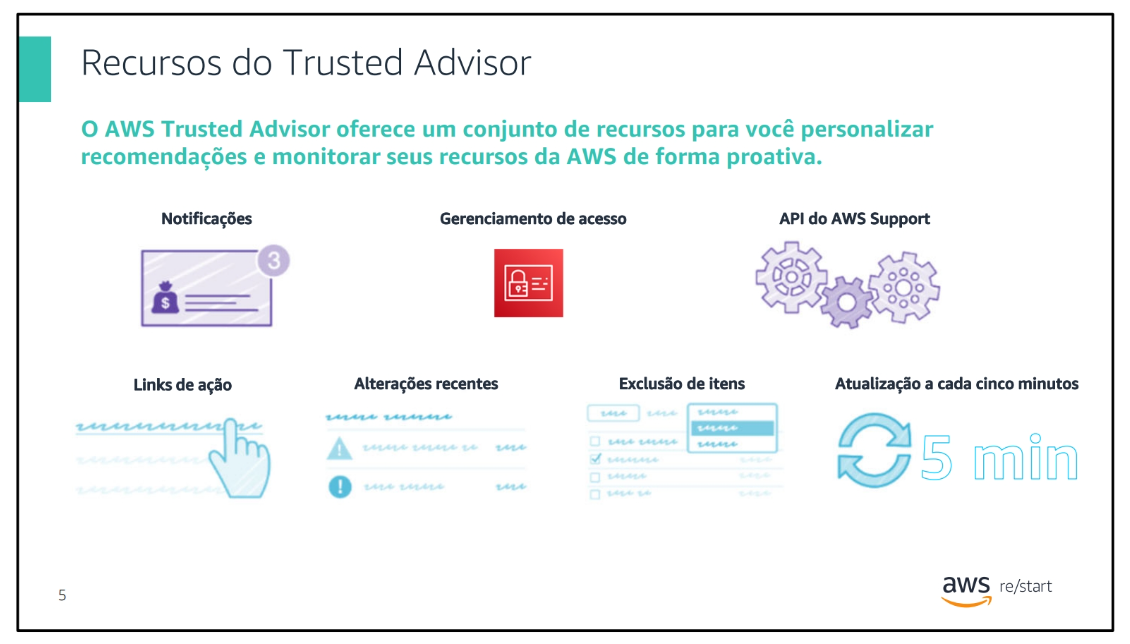 Recursos do Trusted Advisor
O AWS Trusted Advisor oferece um conjunto de recursos para você personalizar
recomendações e monitorar seus recursos da AWS de forma proativa.
Notificações
Gerenciamento de acesso
API do AWS Support
3
$
Links de ação
Alterações recentes
Exclusão de itens
Atualização a cada cinco minutos
5 min
5
aws re/start